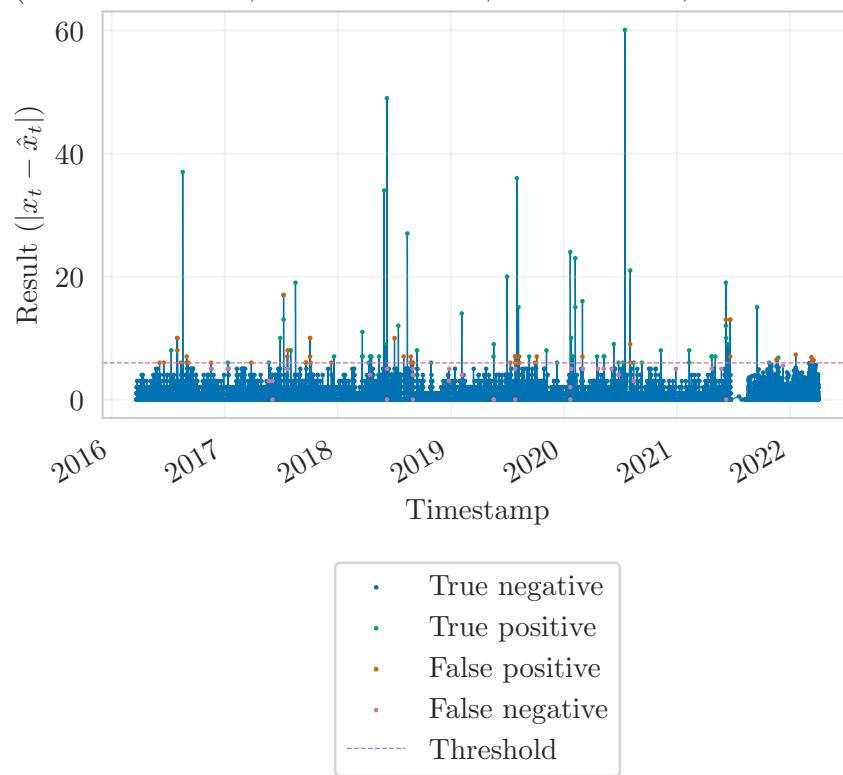 60
40
20
0
Result (|x_t − x̂_t|)
2016
2017
2018
2019
2020
2021
2022
Timestamp
True negative
True positive
False positive
False negative
Threshold